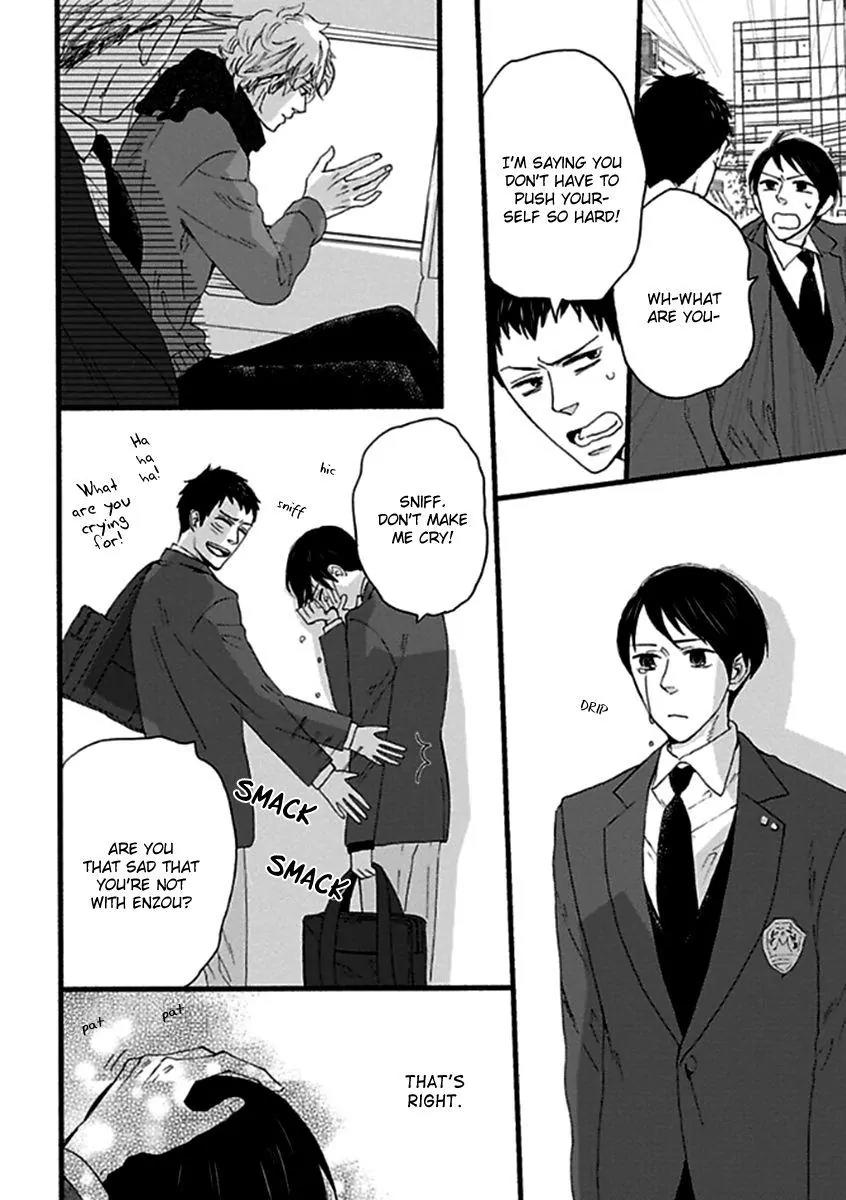 I'M SAYING YOU
DON'T HAVE TO
PUSH YOUR-
SELF SO HARD!
WH-WHAT
ARE YOU-
DRIP
SNIFF.
DON'T MAKE
ME CRY!
hic
sniff
Ha
ha
ha!
What
are you
crying
for!
SMACK
SMACK
ARE YOU
THAT SAD THAT
YOU'RE NOT
WITH ENZOU?
pat
pat
THAT'S
RIGHT.